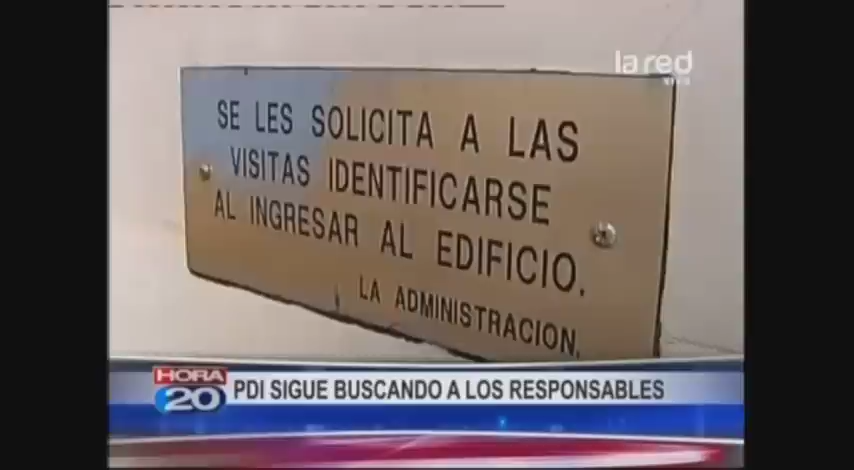 la red
VIVO
SE LES SOLICITA A LAS
VISITAS IDENTIFICARSE
AL INGRESAR AL EDIFICIO.
LA ADMINISTRACION.
HORA
20
PDI SIGUE BUSCANDO A LOS RESPONSABLES